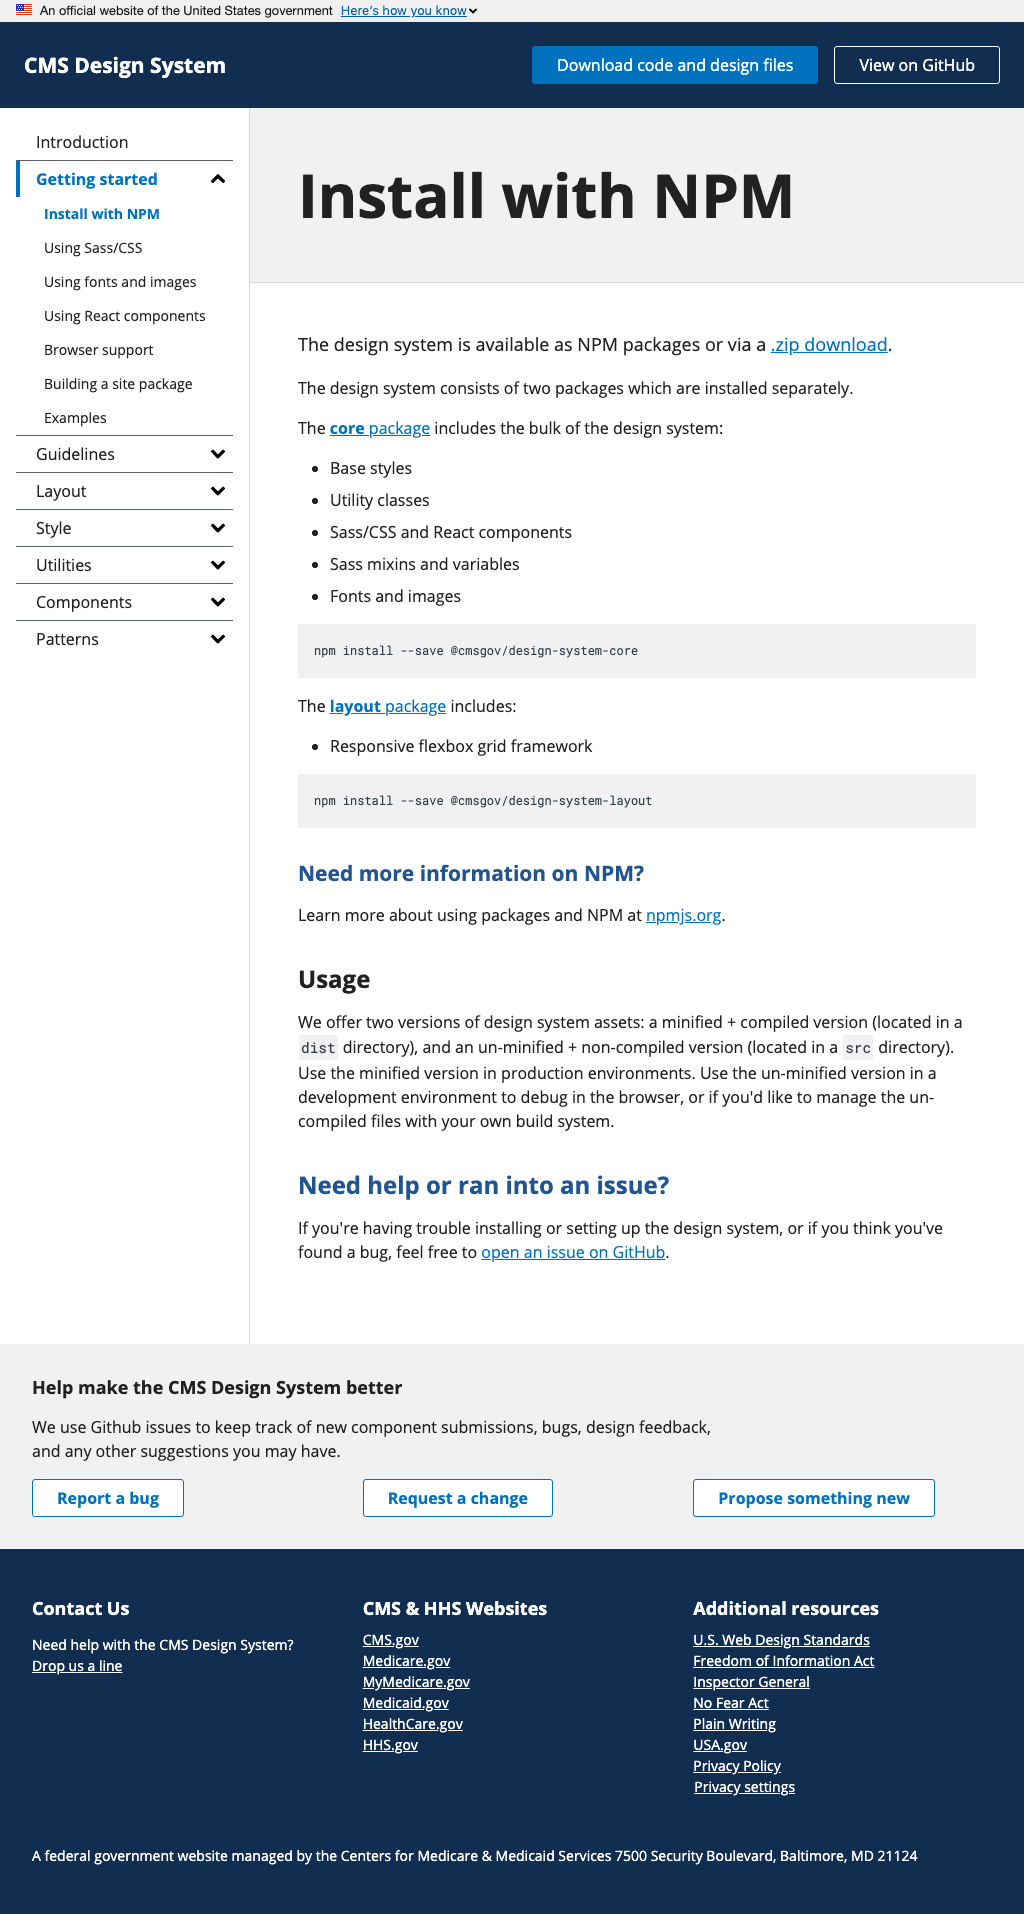 An official website of the United States government Here's how you know
CMS Design System
Download code and design files
View on GitHub
Introduction
Getting started
Install with NPM
Using Sass/CSS
Using fonts and images
Using React components
Browser support
Building a site package
Examples
Guidelines
Layout
Style
Utilities
Components
Patterns
Install with NPM
The design system is available as NPM packages or via a .zip download.
The design system consists of two packages which are installed separately.
The core package includes the bulk of the design system:
• Base styles
• Utility classes
• Sass/CSS and React components
• Sass mixins and variables
• Fonts and images
npm install --save @cmsgov/design-system-core
The layout package includes:
• Responsive flexbox grid framework
npm install --save @cmsgov/design-system-layout
Need more information on NPM?
Learn more about using packages and NPM at npmjs.org.
Usage
We offer two versions of design system assets: a minified + compiled version (located in a
dist directory), and an un-minified + non-compiled version (located in a src directory).
Use the minified version in production environments. Use the un-minified version in a
development environment to debug in the browser, or if you'd like to manage the un-
compiled files with your own build system.
Need help or ran into an issue?
If you're having trouble installing or setting up the design system, or if you think you've
found a bug, feel free to open an issue on GitHub.
Help make the CMS Design System better
We use Github issues to keep track of new component submissions, bugs, design feedback,
and any other suggestions you may have.
Report a bug
Request a change
Propose something new
Contact Us
Need help with the CMS Design System?
Drop us a line
CMS & HHS Websites
CMS.gov
Medicare.gov
MyMedicare.gov
Medicaid.gov
HealthCare.gov
HHS.gov
Additional resources
U.S. Web Design Standards
Freedom of Information Act
Inspector General
No Fear Act
Plain Writing
USA.gov
Privacy Policy
Privacy settings
A federal government website managed by the Centers for Medicare & Medicaid Services 7500 Security Boulevard, Baltimore, MD 21124